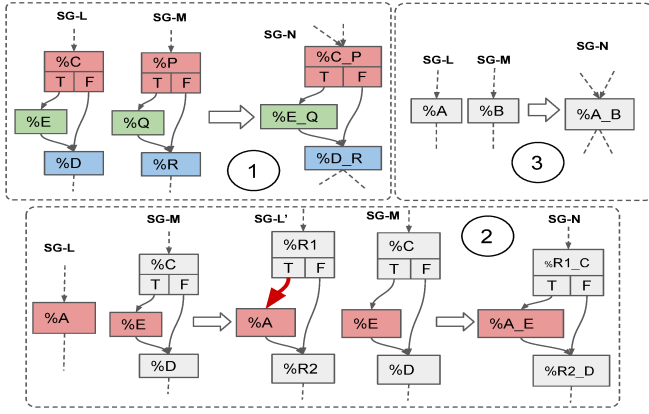 SG-L SG-M SG-N
%C %P %C_P
T F T F T F
%E %Q %E_Q
%D %R %D_R
1
SG-L SG-M SG-N
%A %B %A_B
3
SG-L SG-M SG-L' SG-M SG-N
2
%C %R1 %C %R1_C
T F T F T F T F
%A %E %A %E %A_E
%D %R2 %D %R2_D